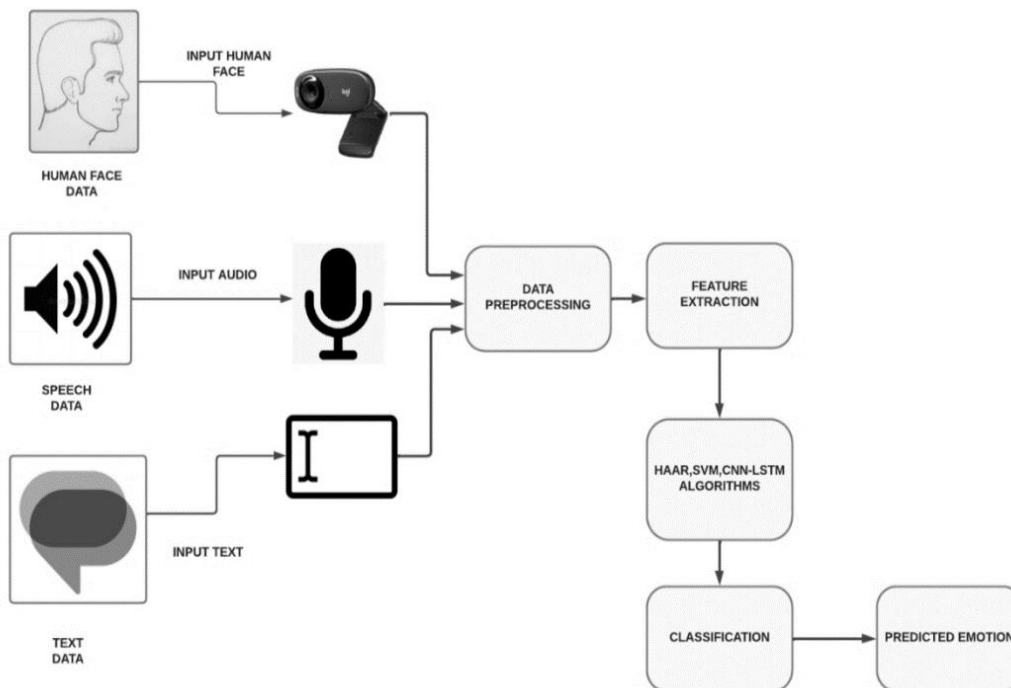 INPUT HUMAN
FACE
HUMAN FACE
DATA
INPUT AUDIO
SPEECH
DATA
INPUT TEXT
TEXT
DATA
DATA
PREPROCESSING
FEATURE
EXTRACTION
HAAR,SVM,CNN-LSTM
ALGORITHMS
CLASSIFICATION
PREDICTED EMOTION